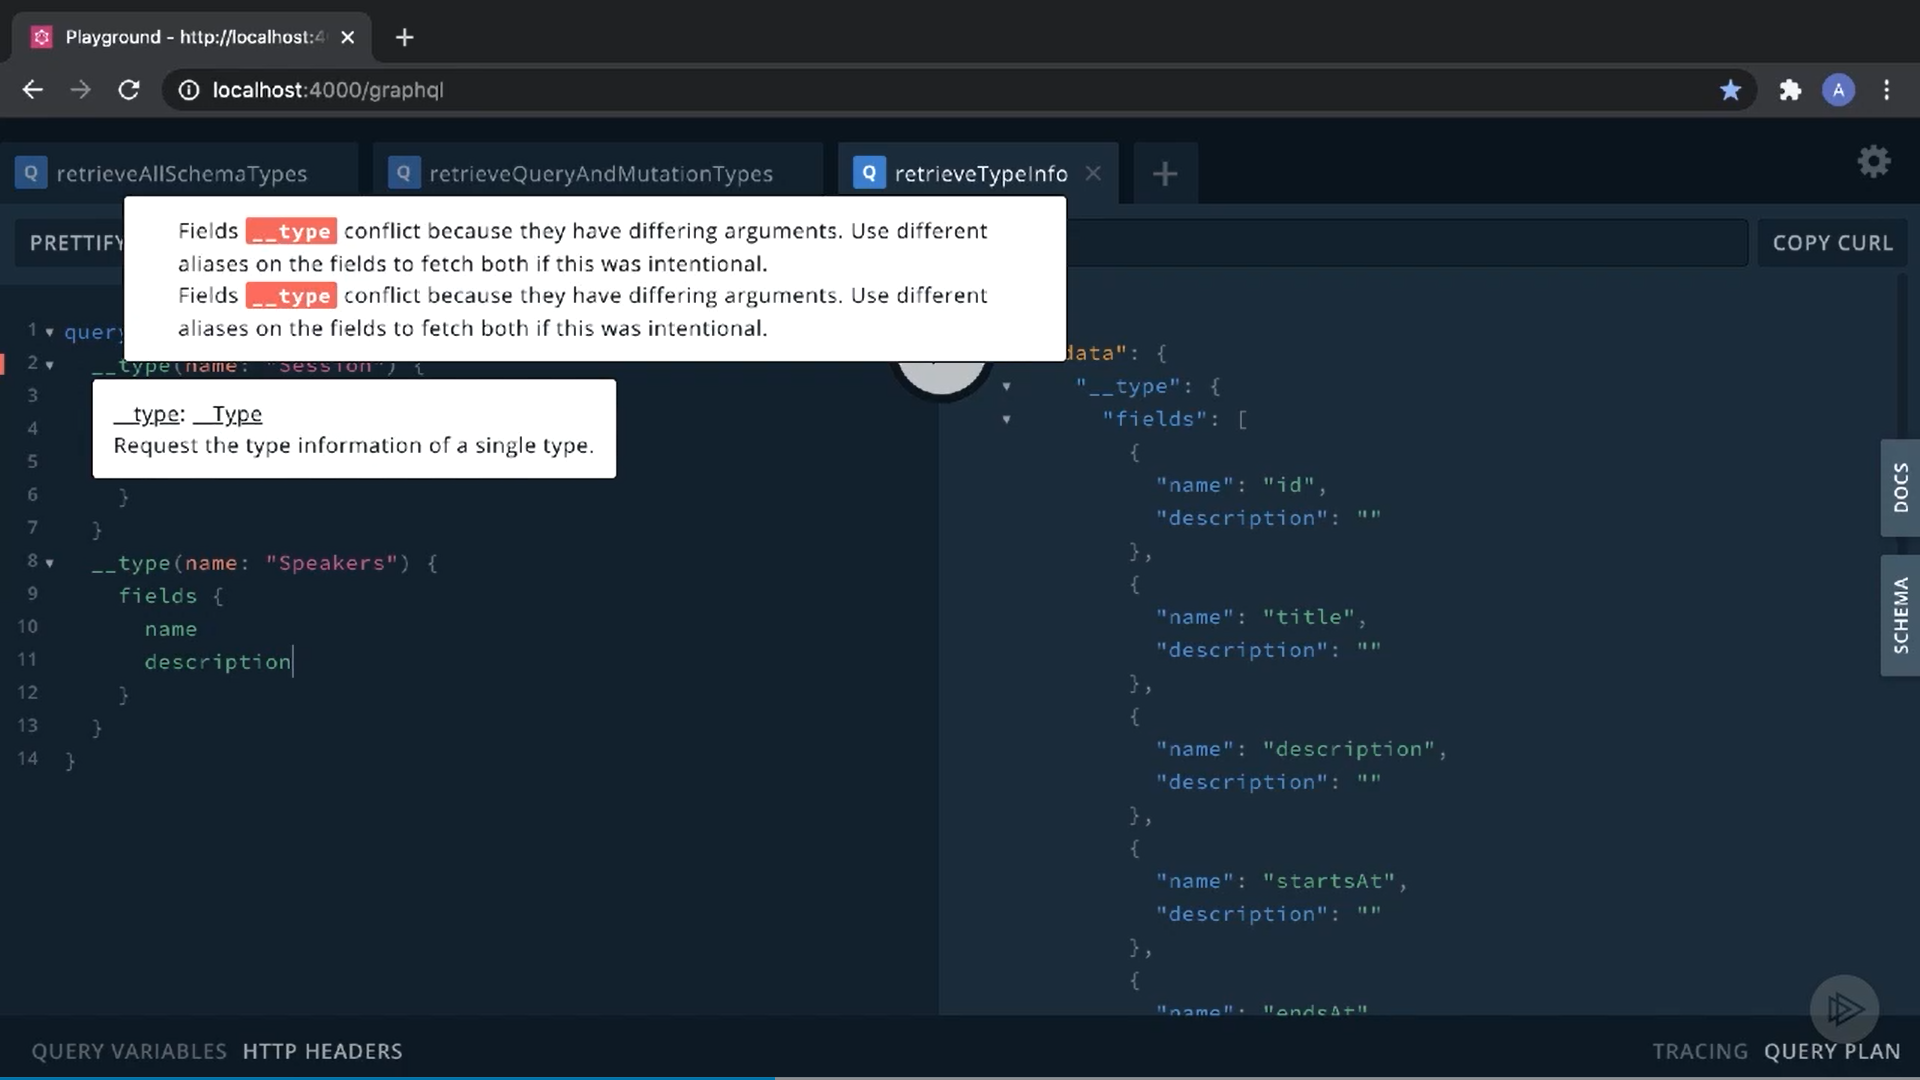 Playground - http://localhost:4
localhost:4000/graphql
Q retrieveAllSchemaTypes
Q retrieveQueryAndMutationTypes
Q retrieveTypeInfo
PRETTIFY
COPY CURL
Fields __type conflict because they have differing arguments. Use different
aliases on the fields to fetch both if this was intentional.
Fields __type conflict because they have differing arguments. Use different
aliases on the fields to fetch both if this was intentional.
1 query
2 __type(name: "Session") {
__type: __Type
Request the type information of a single type.
3
4
5
6 }
7 }
8 __type(name: "Speakers") {
9 fields {
10 name
11 description
12 }
13 }
14 }
data": {
"__type": {
"fields": [
{
"name": "id",
"description": ""
},
{
"name": "title",
"description": ""
},
{
"name": "description",
"description": ""
},
{
"name": "startsAt",
"description": ""
},
{
"name": "endsAt"
DOCS
SCHEMA
A
QUERY VARIABLES HTTP HEADERS
TRACING QUERY PLAN